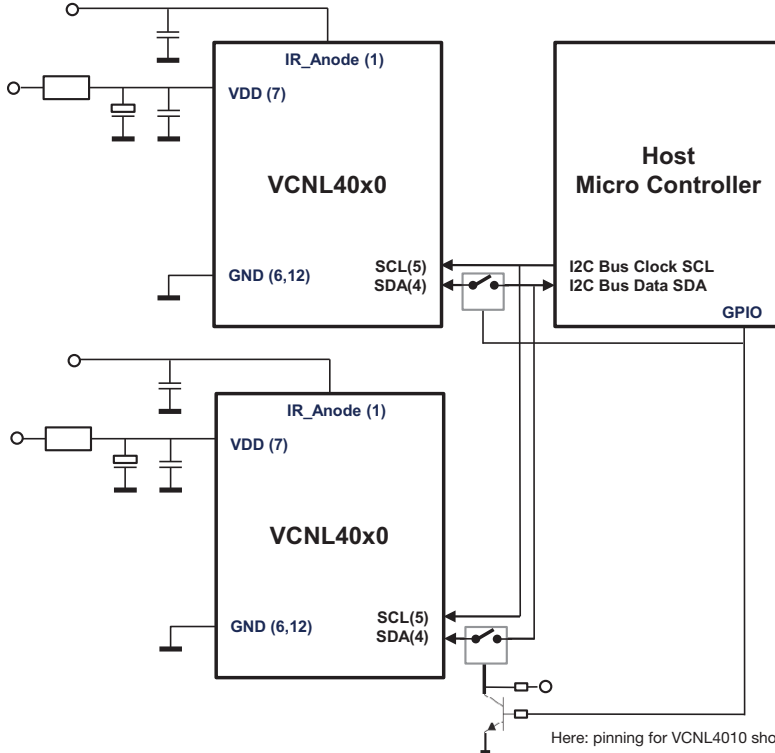 IR_Anode (1)
VDD (7)
VCNL40x0
GND (6,12)
SCL(5)
SDA(4)
Host
Micro Controller
I2C Bus Clock SCL
I2C Bus Data SDA
GPIO
IR_Anode (1)
VDD (7)
VCNL40x0
GND (6,12)
SCL(5)
SDA(4)
Here: pinning for VCNL4010 sho